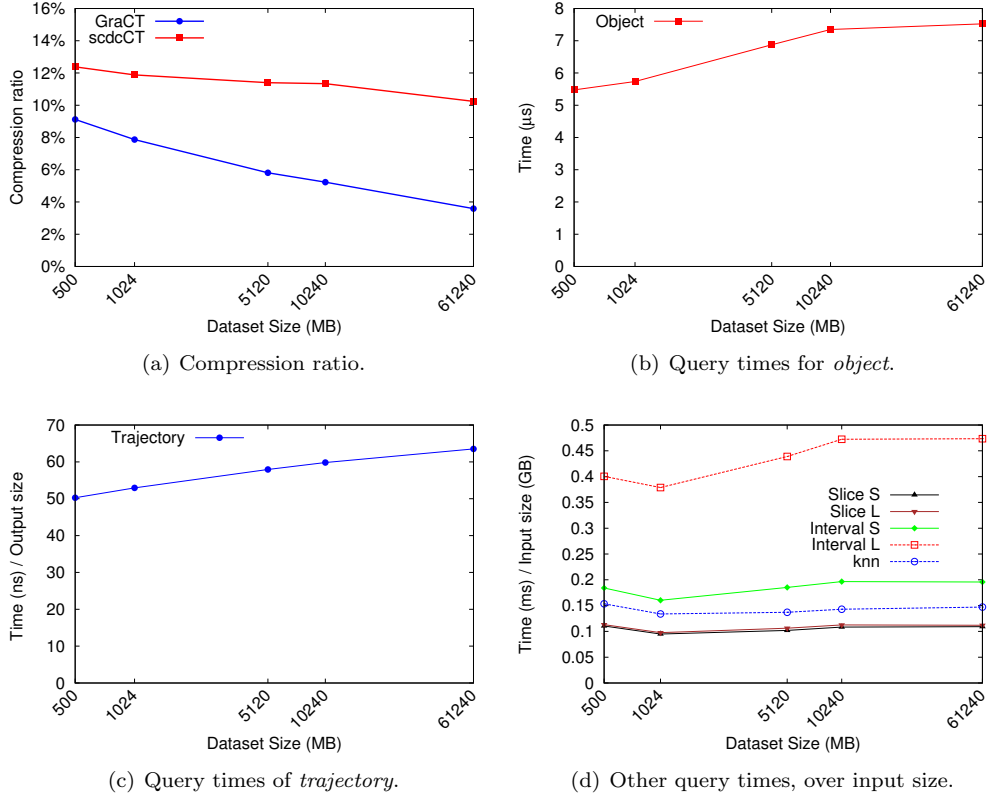 16%
14%
12%
10%
8%
6%
4%
2%
0%
Compression ratio
GraCT
scdcCT
500
1024
5120
10240
61240
Dataset Size (MB)
(a) Compression ratio.
8
7
6
5
4
3
2
1
0
Time (μs)
Object
500
1024
5120
10240
61240
Dataset Size (MB)
(b) Query times for object.
70
60
50
40
30
20
10
0
Time (ns) / Output size
Trajectory
500
1024
5120
10240
61240
Dataset Size (MB)
(c) Query times of trajectory.
0.5
0.45
0.4
0.35
0.3
0.25
0.2
0.15
0.1
0.05
0
Time (ms) / Input size (GB)
Slice S
Slice L
Interval S
Interval L
knn
500
1024
5120
10240
61240
Dataset Size (MB)
(d) Other query times, over input size.